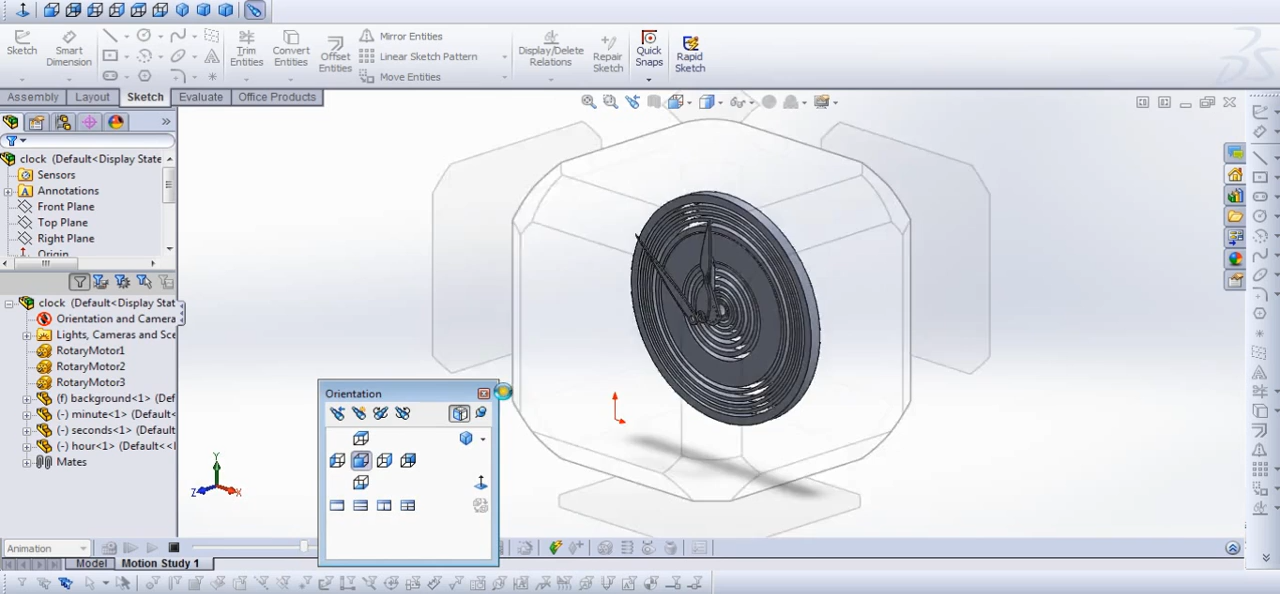 Sketch
Smart
Dimension
Trim
Entities
Convert
Entities
Offset
Entities
Mirror Entities
Linear Sketch Pattern
Move Entities
Display/Delete
Relations
Repair
Sketch
Quick
Snaps
Rapid
Sketch
Assembly
Layout
Sketch
Evaluate
Office Products
clock (Default<Display State
Sensors
Annotations
Front Plane
Top Plane
Right Plane
Origin
clock (Default<Display Stat
Orientation and Camera
Lights, Cameras and Sce
RotaryMotor1
RotaryMotor2
RotaryMotor3
(f) background<1> (Def
(-) minute<1> (Default<
(-) seconds<1> (Default
(-) hour<1> (Default<<
Mates
Orientation
Y
Z
X
Animation
Model
Motion Study 1